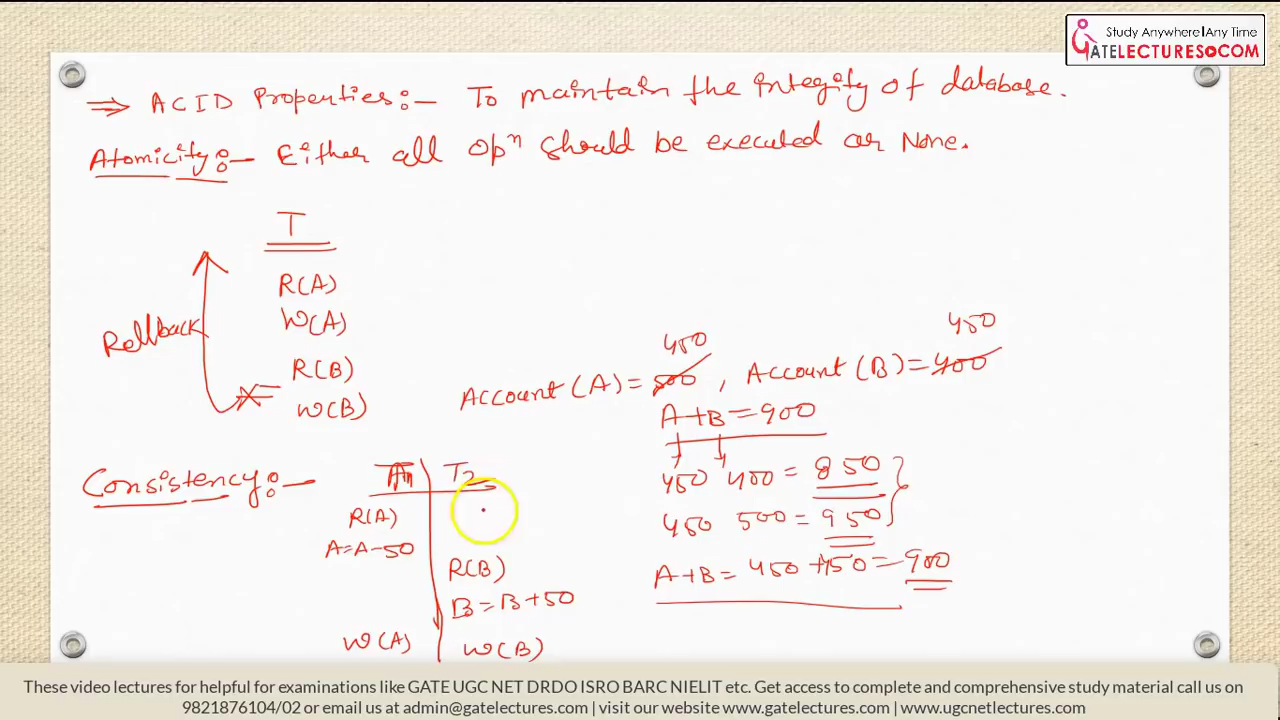 Study Anywhere|Any Time
GATELECTURES.COM
⇒ ACID Properties:- To maintain the integity of database.
Atomicity:- Either all opⁿ should be executed or None.
T
R(A)
W(A)
R(B)
W(B)
Rollback
450
450
Account (A) = 500, Account (B) = 400
A+B = 900
450 400 = 850
450 500 = 950
A+B = 450 + 450 = 900
Consistency:-
T2
R(A)
A=A-50
R(B)
B=B+50
W(A)
W(B)
These video lectures for helpful for examinations like GATE UGC NET DRDO ISRO BARC NIELIT etc. Get access to complete and comprehensive study material call us on
9821876104/02 or email us at admin@gatelectures.com | visit our website www.gatelectures.com | www.ugcnetlectures.com